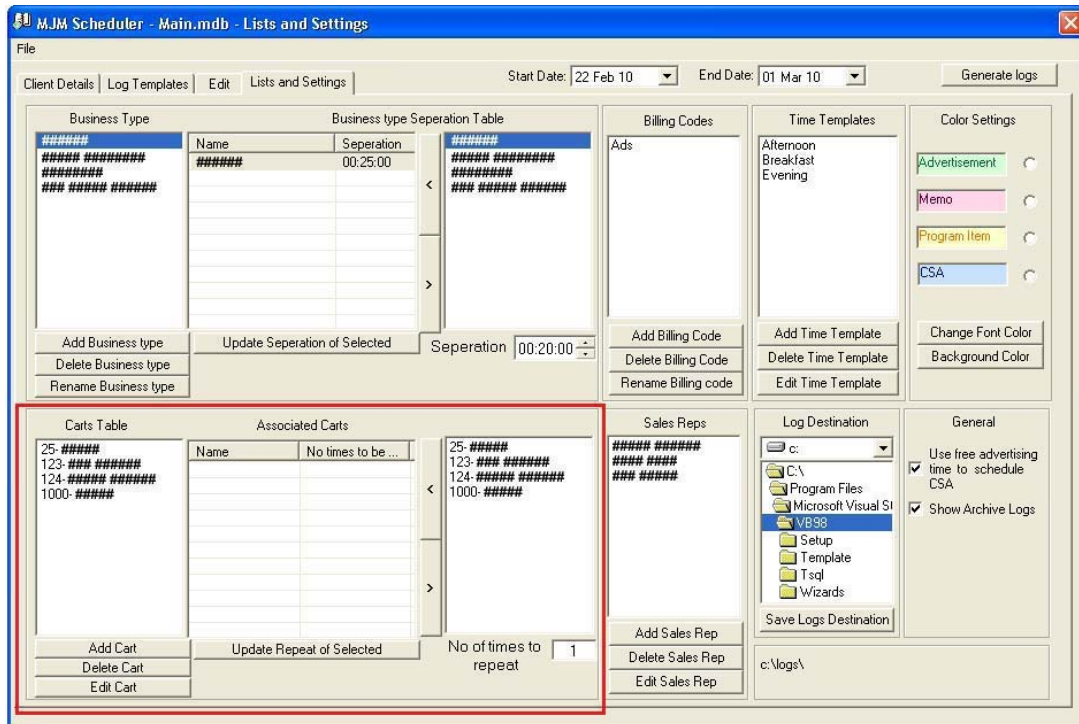 MJM Scheduler - Main.mdb - Lists and Settings
File
Client Details Log Templates Edit Lists and Settings
Start Date: 22 Feb 10 End Date: 01 Mar 10 Generate logs
Business Type
######
##### ########
########
### ##### ######
Add Business type
Delete Business type
Rename Business type
Business type Seperation Table
Name Seperation
###### 00:25:00
Update Seperation of Selected
<
>
######
##### ########
########
### ##### ######
Seperation 00:20:00
Billing Codes
Ads
Add Billing Code
Delete Billing Code
Rename Billing code
Time Templates
Afternoon
Breakfast
Evening
Add Time Template
Delete Time Template
Edit Time Template
Color Settings
Advertisement
Memo
Program Item
CSA
Change Font Color
Background Color
Carts Table
25- #####
123- ### ######
124- ##### ######
1000- #####
Add Cart
Delete Cart
Edit Cart
Associated Carts
Name No times to be ...
Update Repeat of Selected
<
>
25- #####
123- ### ######
124- ##### ######
1000- #####
No of times to
repeat
1
Sales Reps
##### ######
#### ####
### #####
Add Sales Rep
Delete Sales Rep
Edit Sales Rep
Log Destination
c:
C:\
Program Files
Microsoft Visual St
VB98
Setup
Template
Tsql
Wizards
Save Logs Destination
c:\logs\
General
Use free advertising
time to schedule
CSA
Show Archive Logs